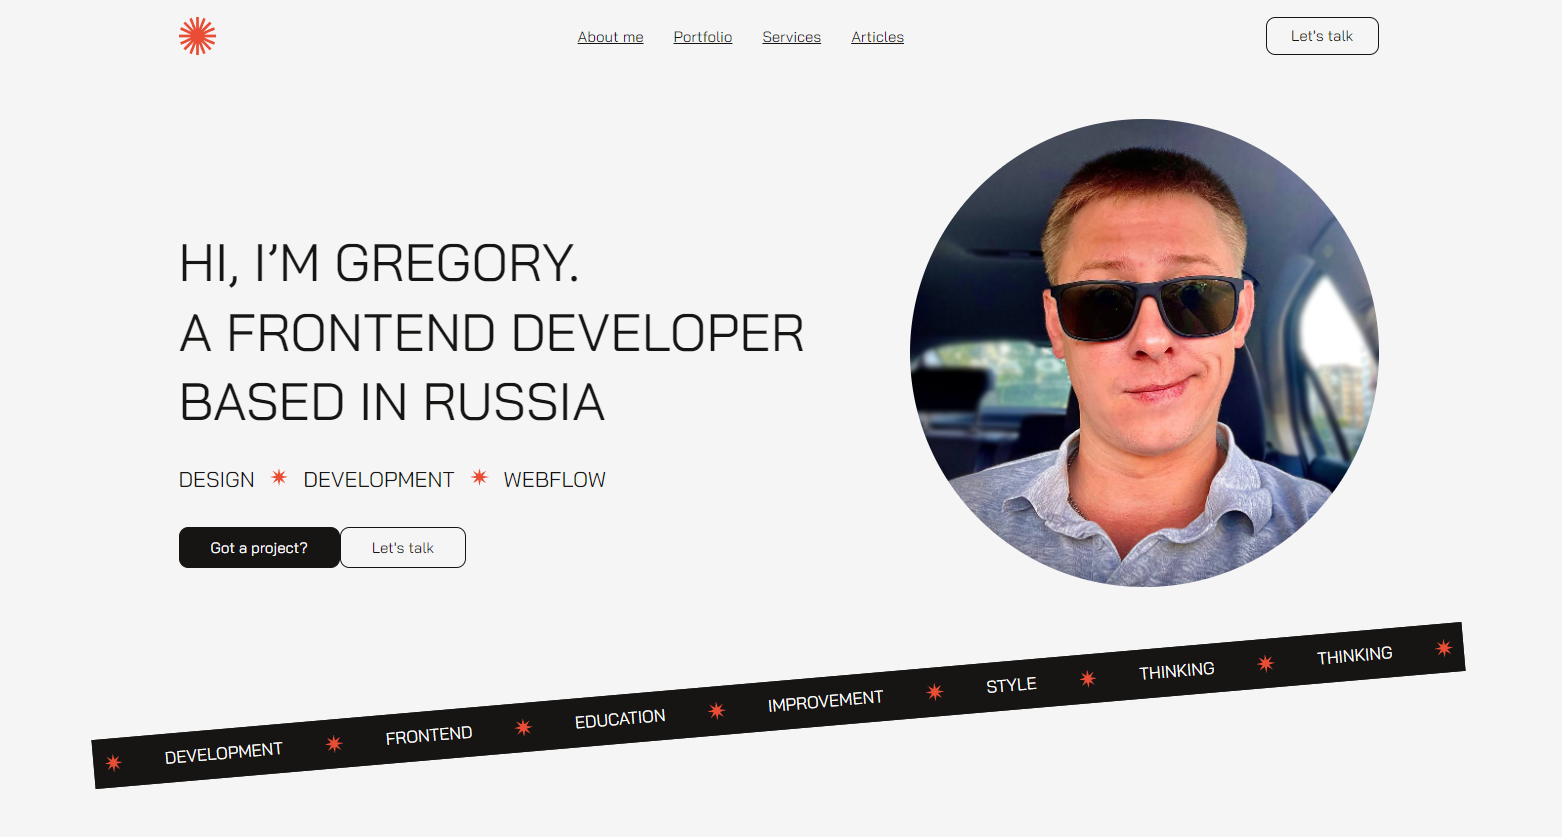 About me Portfolio Services Articles Let's talk
HI, I’M GREGORY.
A FRONTEND DEVELOPER
BASED IN RUSSIA
DESIGN DEVELOPMENT WEBFLOW
Got a project? Let's talk
DEVELOPMENT FRONTEND EDUCATION IMPROVEMENT STYLE THINKING THINKING